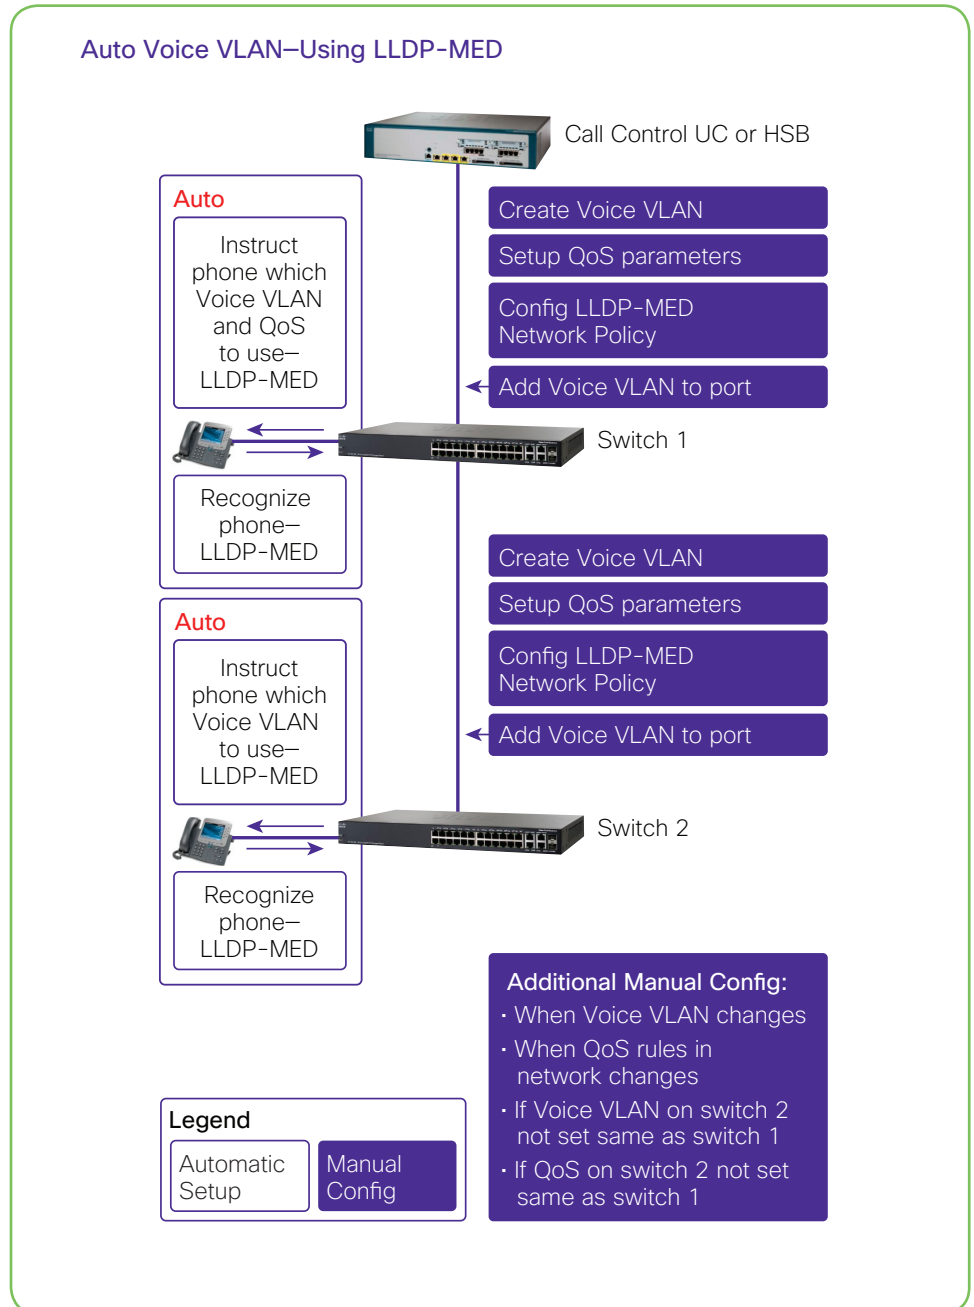 Auto Voice VLAN—Using LLDP-MED
Call Control UC or HSB
Auto
Instruct
phone which
Voice VLAN
and QoS
to use—
LLDP-MED
Create Voice VLAN
Setup QoS parameters
Config LLDP-MED
Network Policy
Add Voice VLAN to port
Switch 1
Recognize
phone—
LLDP-MED
Auto
Instruct
phone which
Voice VLAN
to use—
LLDP-MED
Create Voice VLAN
Setup QoS parameters
Config LLDP-MED
Network Policy
Add Voice VLAN to port
Switch 2
Recognize
phone—
LLDP-MED
Additional Manual Config:
· When Voice VLAN changes
· When QoS rules in
network changes
· If Voice VLAN on switch 2
not set same as switch 1
· If QoS on switch 2 not set
same as switch 1
Legend
Automatic
Setup
Manual
Config